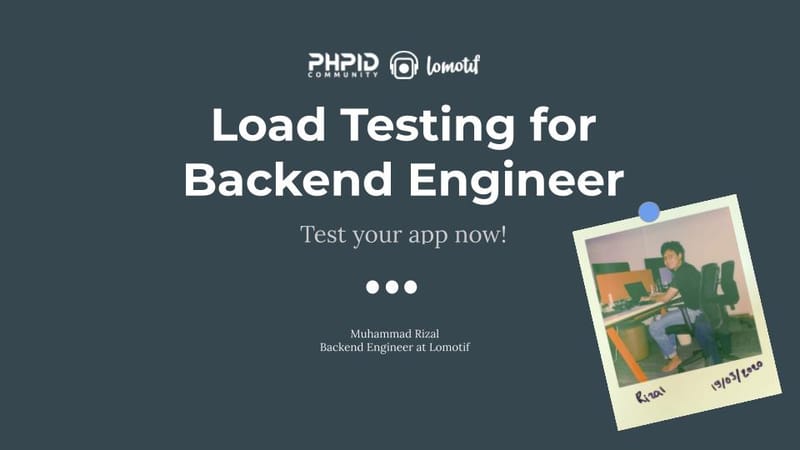 PHPID
COMMUNITY
lomotif
Load Testing for
Backend Engineer
Test your app now!
Muhammad Rizal
Backend Engineer at Lomotif
Rizal
19/03/2020